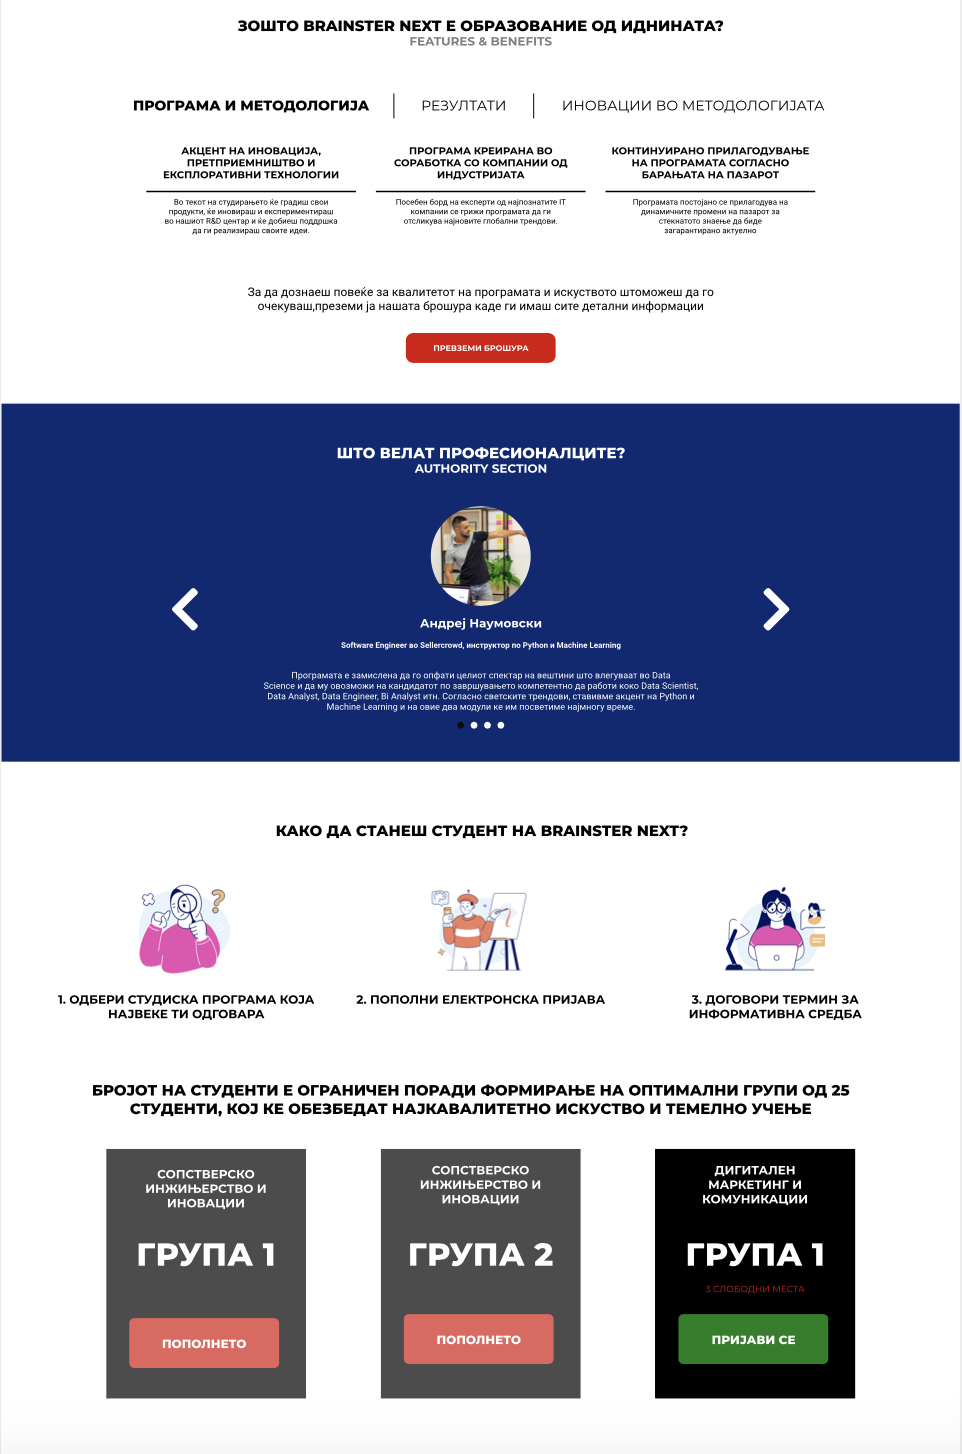 ЗОШТО BRAINSTER NEXT Е ОБРАЗОВАНИЕ ОД ИДНИНАТА?
FEATURES & BENEFITS
ПРОГРАМА И МЕТОДОЛОГИЈА
РЕЗУЛТАТИ
ИНОВАЦИИ ВО МЕТОДОЛОГИЈАТА
АКЦЕНТ НА ИНОВАЦИЈА,
ПРЕТПРИЕМНИШТВО И
ЕКСПЛОРАТИВНИ ТЕХНОЛОГИИ
Во текот на студирањето ќе градиш свои
продукти, ќе иновираш и експериментираш
во нашиот R&D центар и ќе добиеш поддршка
да ги реализираш своите идеи.
ПРОГРАМА КРЕИРАНА ВО
СОРАБОТКА СО КОМПАНИИ ОД
ИНДУСТРИЈАТА
Посебен борд на експерти од најпознатите IT
компании се грижи програмата да ги
отсликува најновите глобални трендови.
КОНТИНУИРАНО ПРИЛАГОДУВАЊЕ
НА ПРОГРАМАТА СОГЛАСНО
БАРАЊАТА НА ПАЗАРОТ
Програмата постојано се прилагодува на
динамичните промени на пазарот за
стекнатото знаење да биде
загарантирано актуелно
За да дознаеш повеќе за квалитетот на програмата и искуството штоможеш да го
очекуваш,преземи ја нашата брошура каде ги имаш сите детални информации
ПРЕВЗЕМИ БРОШУРА
ШТО ВЕЛАТ ПРОФЕСИОНАЛЦИТЕ?
AUTHORITY SECTION
Андреј Наумовски
Software Engineer во Sellercrowd, инструктор по Python и Machine Learning
Програмата е замислена да го опфати целиот спектар на вештини што влегуваат во Data
Science и да му овозможи на кандидатот по завршувањето компетентно да работи коко Data Scientist,
Data Analyst, Data Engineer, Bi Analyst итн. Согласно светските трендови, ставивме акцент на Python и
Machine Learning и на овие два модули ке им посветиме најмногу време.
КАКО ДА СТАНЕШ СТУДЕНТ НА BRAINSTER NEXT?
1. ОДБЕРИ СТУДИСКА ПРОГРАМА КОЈА
НАЈВЕКЕ ТИ ОДГОВАРА
2. ПОПОЛНИ ЕЛЕКТРОНСКА ПРИЈАВА
3. ДОГОВОРИ ТЕРМИН ЗА
ИНФОРМАТИВНА СРЕДБА
БРОЈОТ НА СТУДЕНТИ Е ОГРАНИЧЕН ПОРАДИ ФОРМИРАЊЕ НА ОПТИМАЛНИ ГРУПИ ОД 25
СТУДЕНТИ, КОЈ КЕ ОБЕЗБЕДАТ НАЈКАВАЛИТЕТНО ИСКУСТВО И ТЕМЕЛНО УЧЕЊЕ
СОПСТВЕРСКО
ИНЖИЊЕРСТВО И
ИНОВАЦИИ
ГРУПА 1
ПОПОЛНЕТО
СОПСТВЕРСКО
ИНЖИЊЕРСТВО И
ИНОВАЦИИ
ГРУПА 2
ПОПОЛНЕТО
ДИГИТАЛЕН
МАРКЕТИНГ И
КОМУНИКАЦИИ
ГРУПА 1
3 СЛОБОДНИ МЕСТА
ПРИЈАВИ СЕ